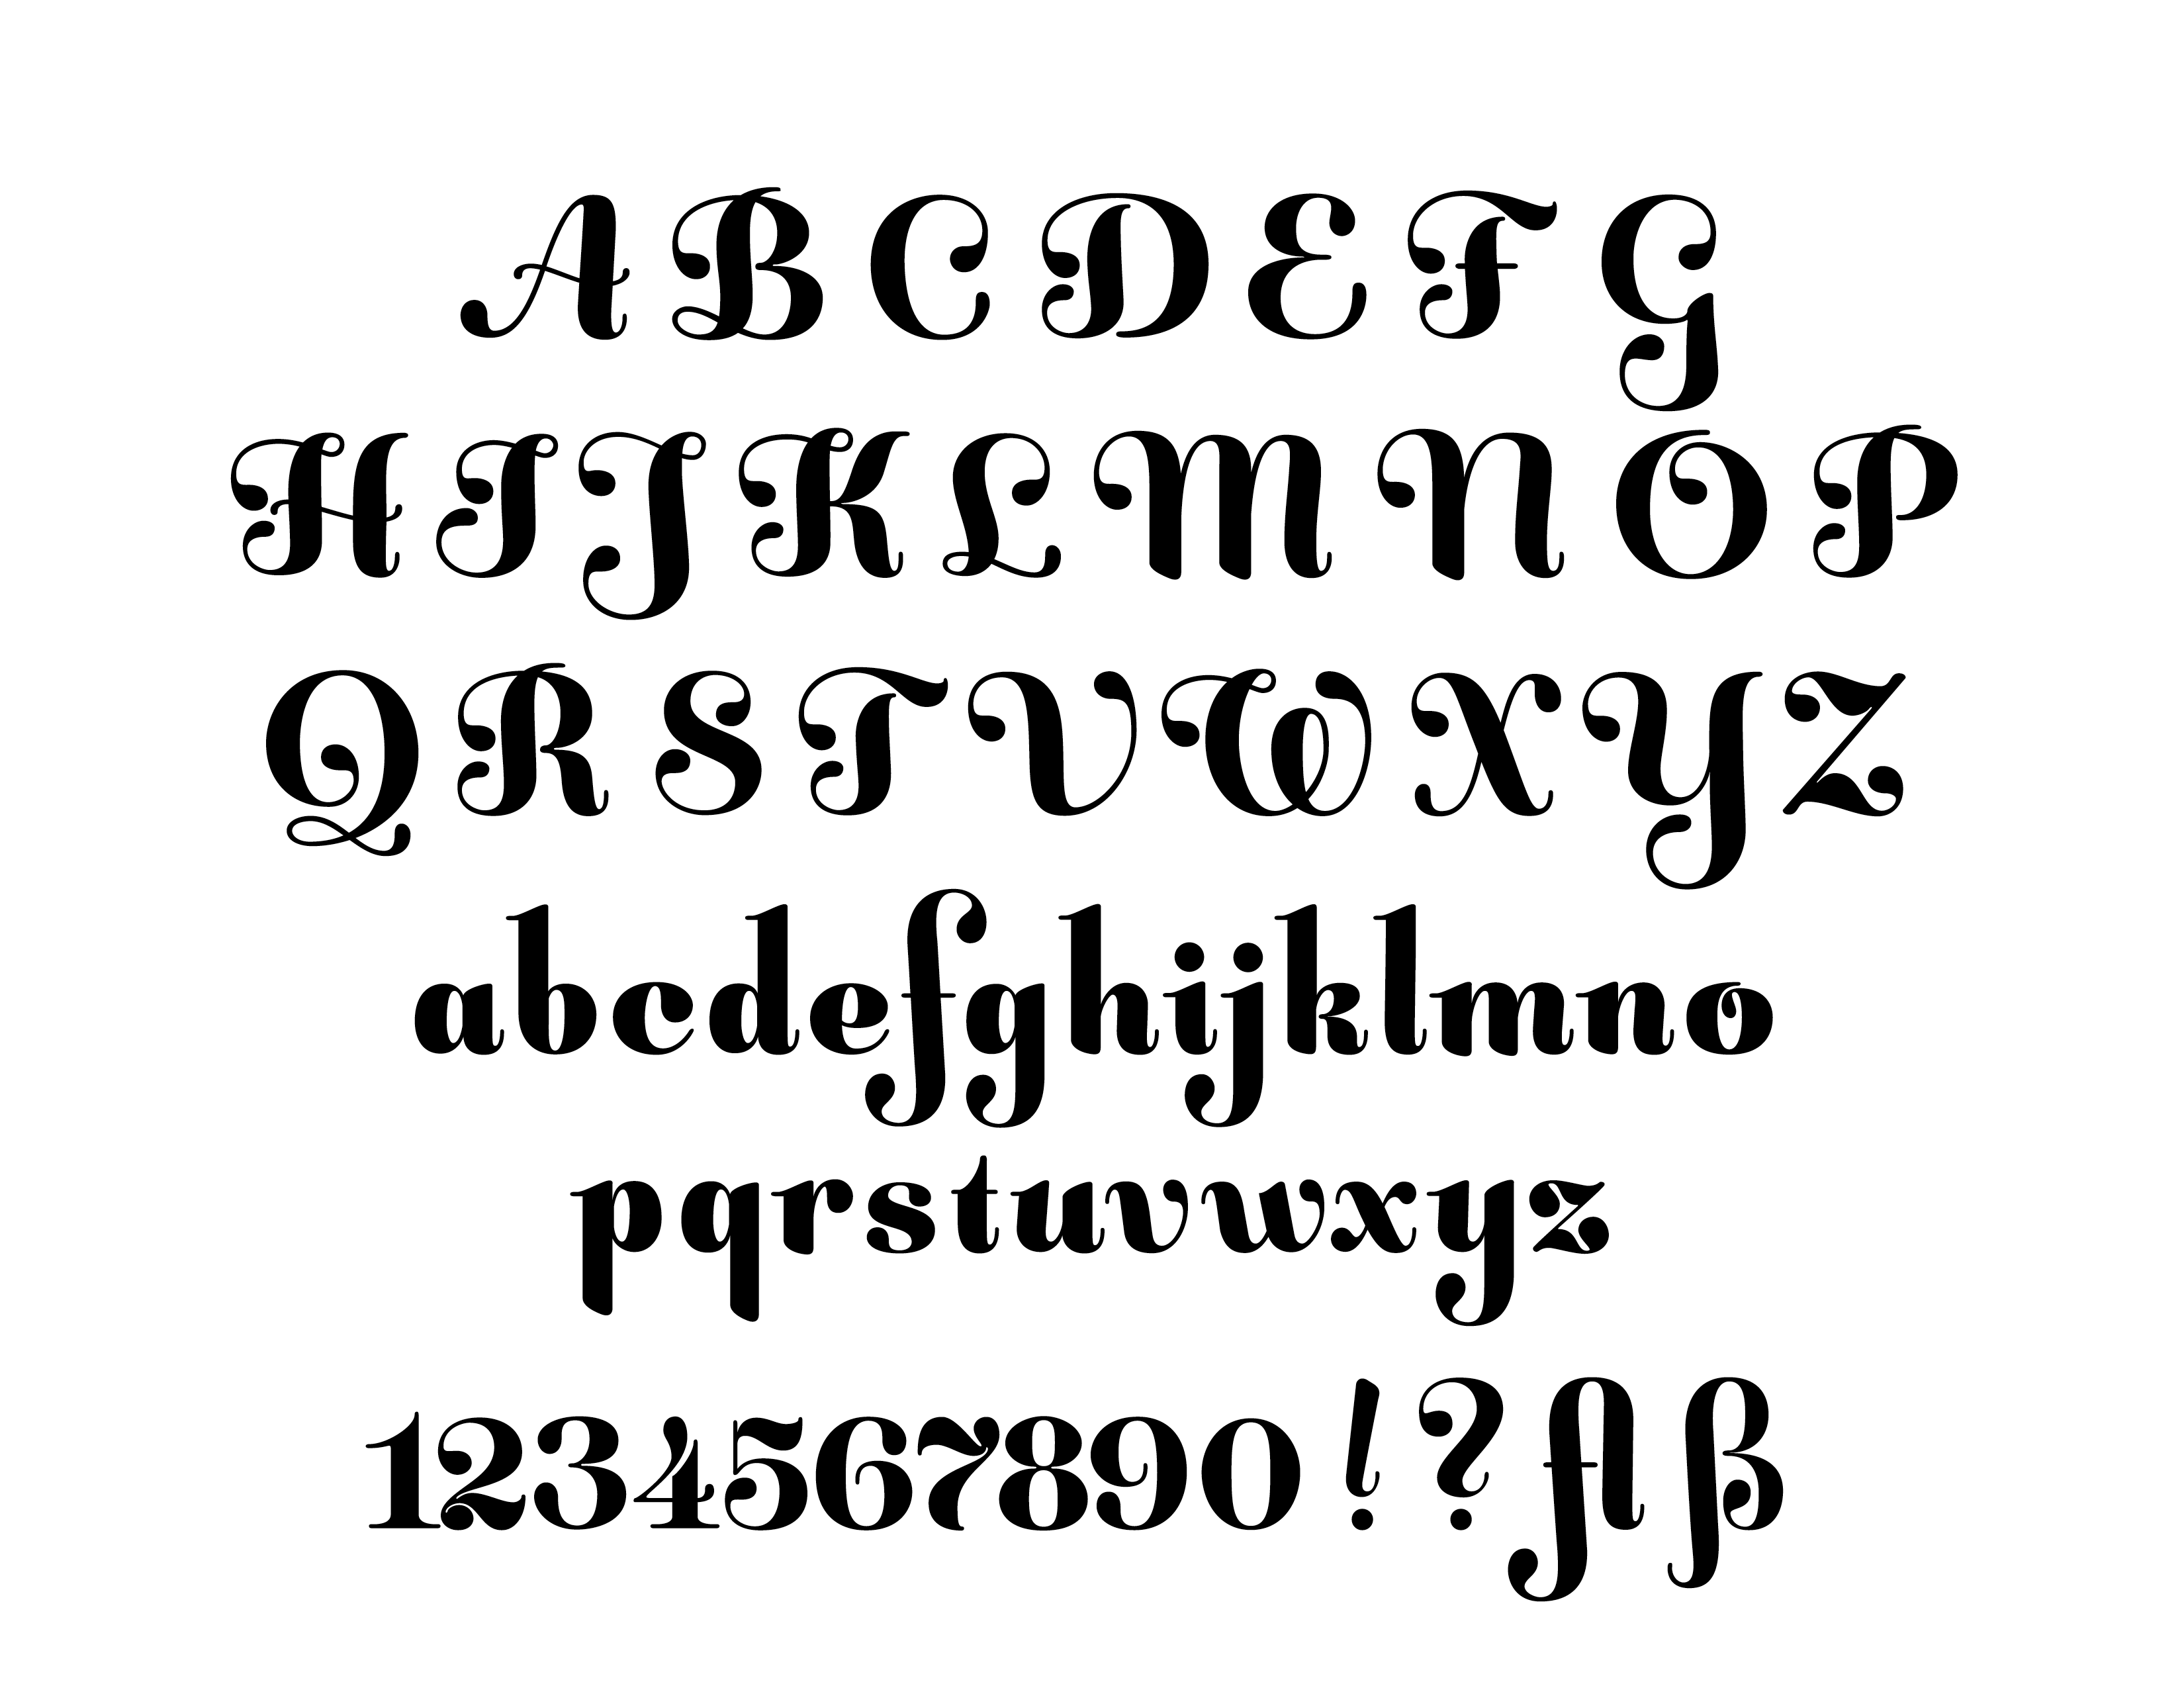 A B C D E F G
H I J K L M N O P
Q R S T V W X Y Z
abcdefghijklmno
pqrstuvwxyz
1234567890 ! ? ﬂ ß